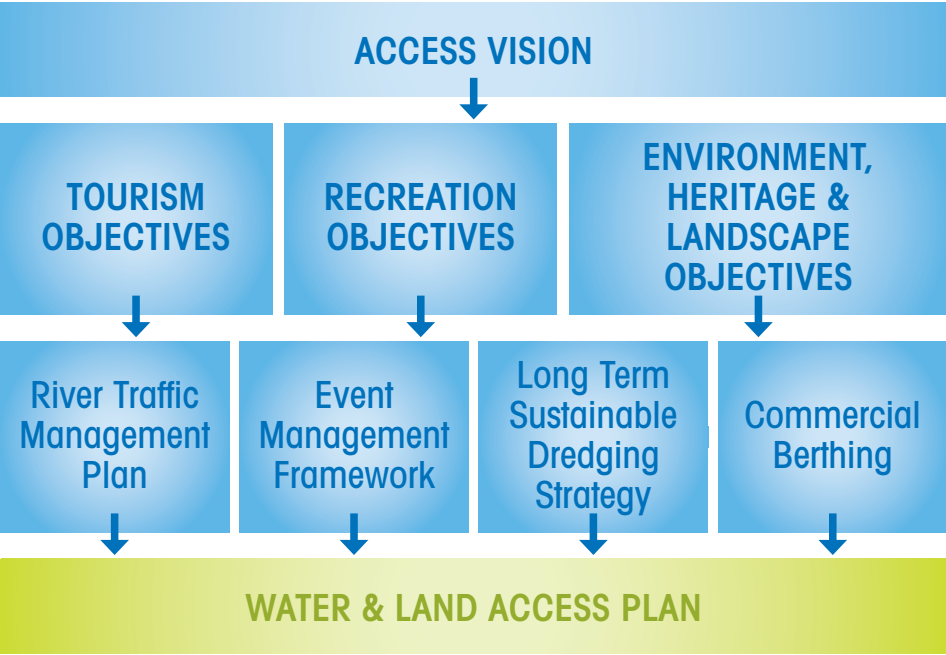 ACCESS VISION
TOURISM
OBJECTIVES
RECREATION
OBJECTIVES
ENVIRONMENT,
HERITAGE &
LANDSCAPE
OBJECTIVES
River Traffic
Management
Plan
Event
Management
Framework
Long Term
Sustainable
Dredging
Strategy
Commercial
Berthing
WATER & LAND ACCESS PLAN